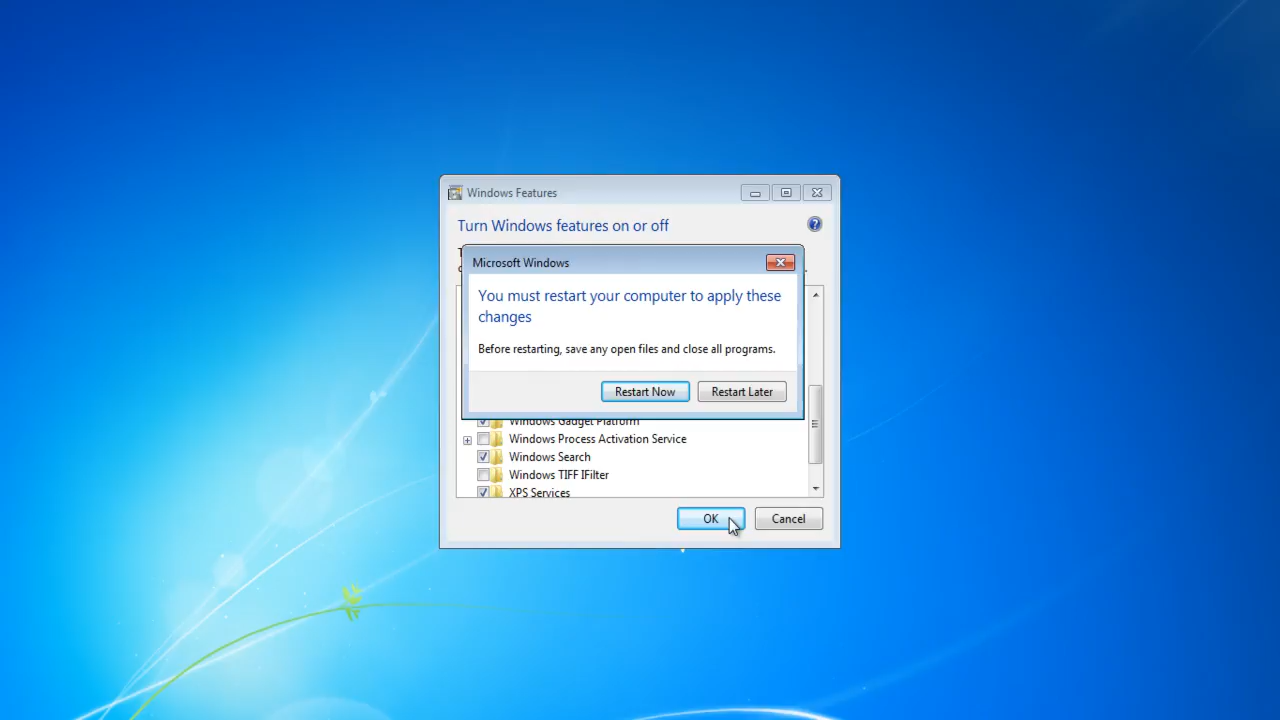 Windows Features
Turn Windows features on or off
Microsoft Windows
You must restart your computer to apply these
changes
Before restarting, save any open files and close all programs.
Restart Now Restart Later
Windows Gadget Platform
Windows Process Activation Service
Windows Search
Windows TIFF IFilter
XPS Services
OK Cancel